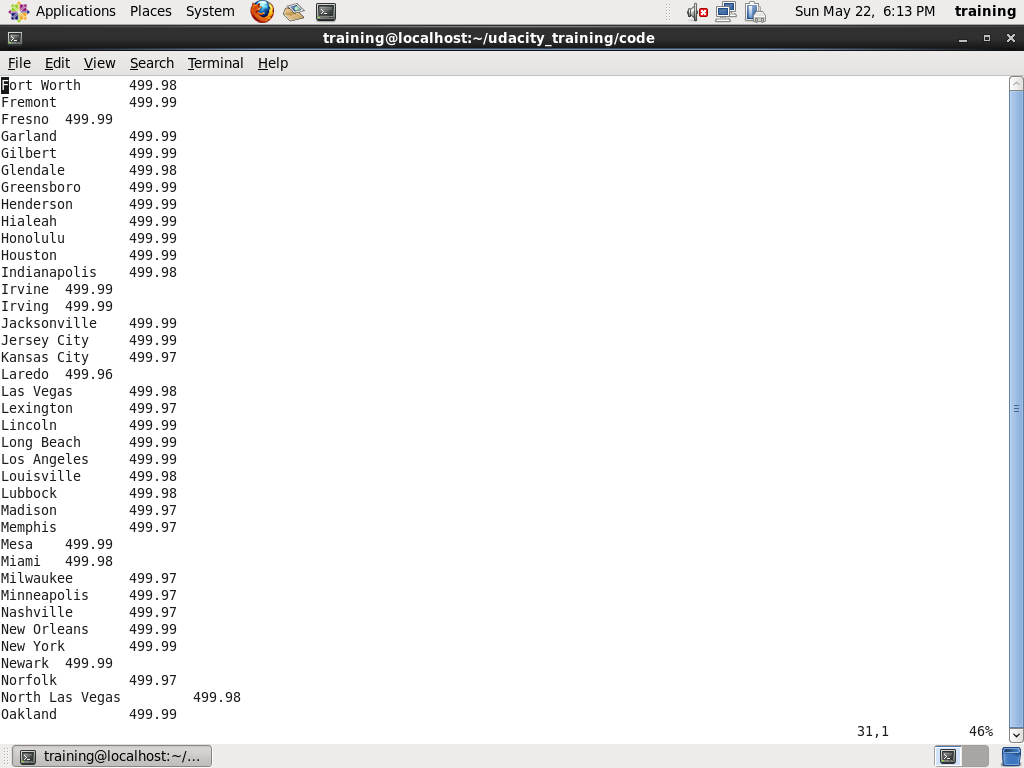 Applications Places System Sun May 22, 6:13 PM training
training@localhost:~/udacity_training/code
File Edit View Search Terminal Help
Fort Worth 499.98
Fremont 499.99
Fresno 499.99
Garland 499.99
Gilbert 499.99
Glendale 499.98
Greensboro 499.99
Henderson 499.99
Hialeah 499.99
Honolulu 499.99
Houston 499.99
Indianapolis 499.98
Irvine 499.99
Irving 499.99
Jacksonville 499.99
Jersey City 499.99
Kansas City 499.97
Laredo 499.96
Las Vegas 499.98
Lexington 499.97
Lincoln 499.99
Long Beach 499.99
Los Angeles 499.99
Louisville 499.98
Lubbock 499.98
Madison 499.97
Memphis 499.97
Mesa 499.99
Miami 499.98
Milwaukee 499.97
Minneapolis 499.97
Nashville 499.97
New Orleans 499.99
New York 499.99
Newark 499.99
Norfolk 499.97
North Las Vegas 499.98
Oakland 499.99
31,1 46%
training@localhost:~/...